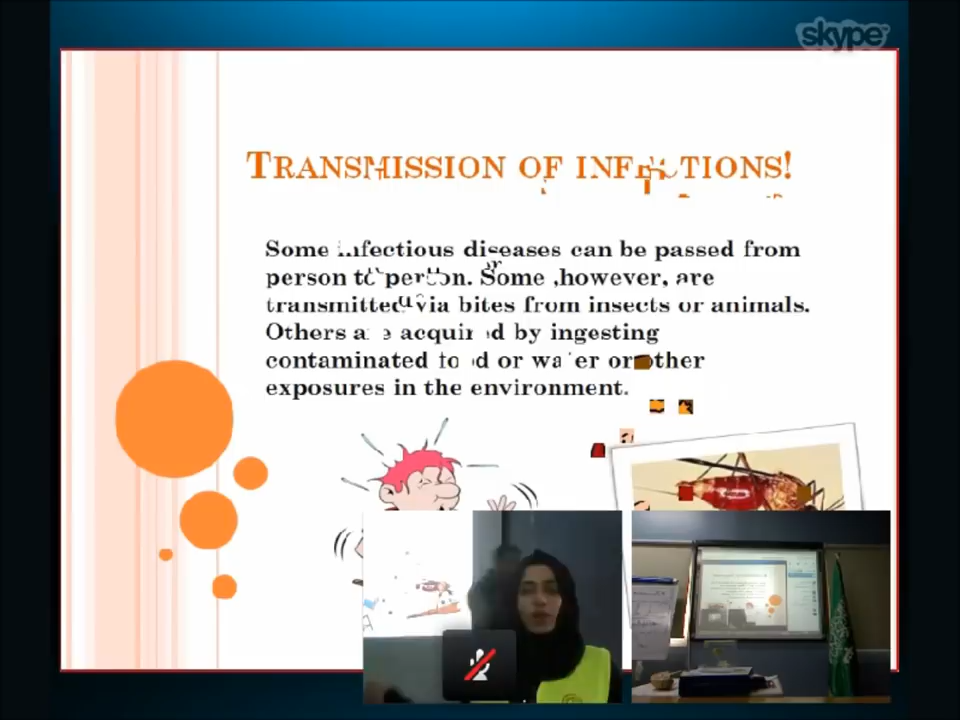 skype
TRANSMISSION OF INFECTIONS!
Some infectious diseases can be passed from
person to person. Some ,however, are
transmitted via bites from insects or animals.
Others are acquired by ingesting
contaminated food or water or other
exposures in the environment.